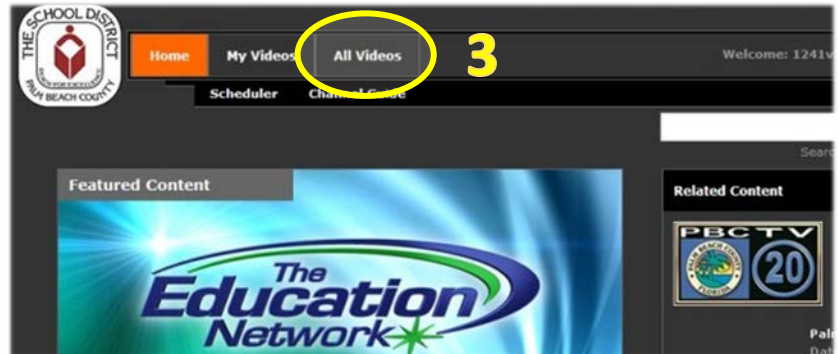 THE SCHOOL DISTRICT
PALM BEACH COUNTY
Home My Videos All Videos
3
Welcome: 1241v
Scheduler Channel Guide
Featured Content
The
Education
Network
Related Content
PBCTV
20